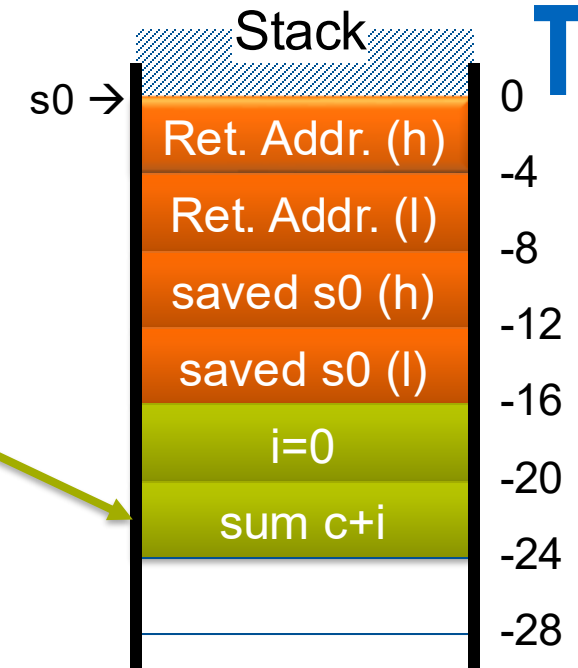 Stack
T
s0 → 0
Ret. Addr. (h)
-4
Ret. Addr. (l)
-8
saved s0 (h)
-12
saved s0 (l)
-16
i=0
-20
sum c+i
-24
-28